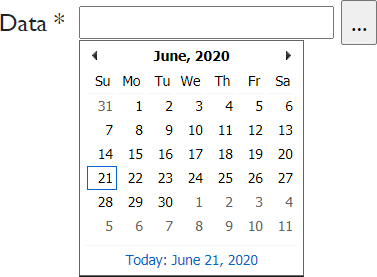 Data *
...
June, 2020
Su Mo Tu We Th Fr Sa
31 1 2 3 4 5 6
7 8 9 10 11 12 13
14 15 16 17 18 19 20
21 22 23 24 25 26 27
28 29 30 1 2 3 4
5 6 7 8 9 10 11
Today: June 21, 2020